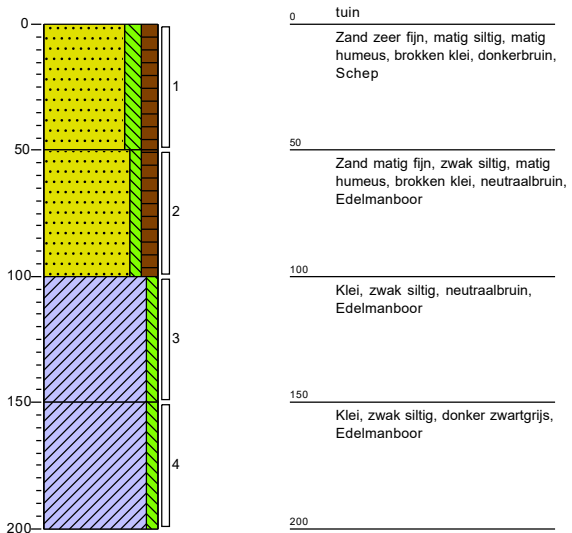 0
50
100
150
200
1
2
3
4
0
tuin
Zand zeer fijn, matig siltig, matig
humeus, brokken klei, donkerbruin,
Schep
50
Zand matig fijn, zwak siltig, matig
humeus, brokken klei, neutraalbruin,
Edelmanboor
100
Klei, zwak siltig, neutraalbruin,
Edelmanboor
150
Klei, zwak siltig, donker zwartgrijs,
Edelmanboor
200